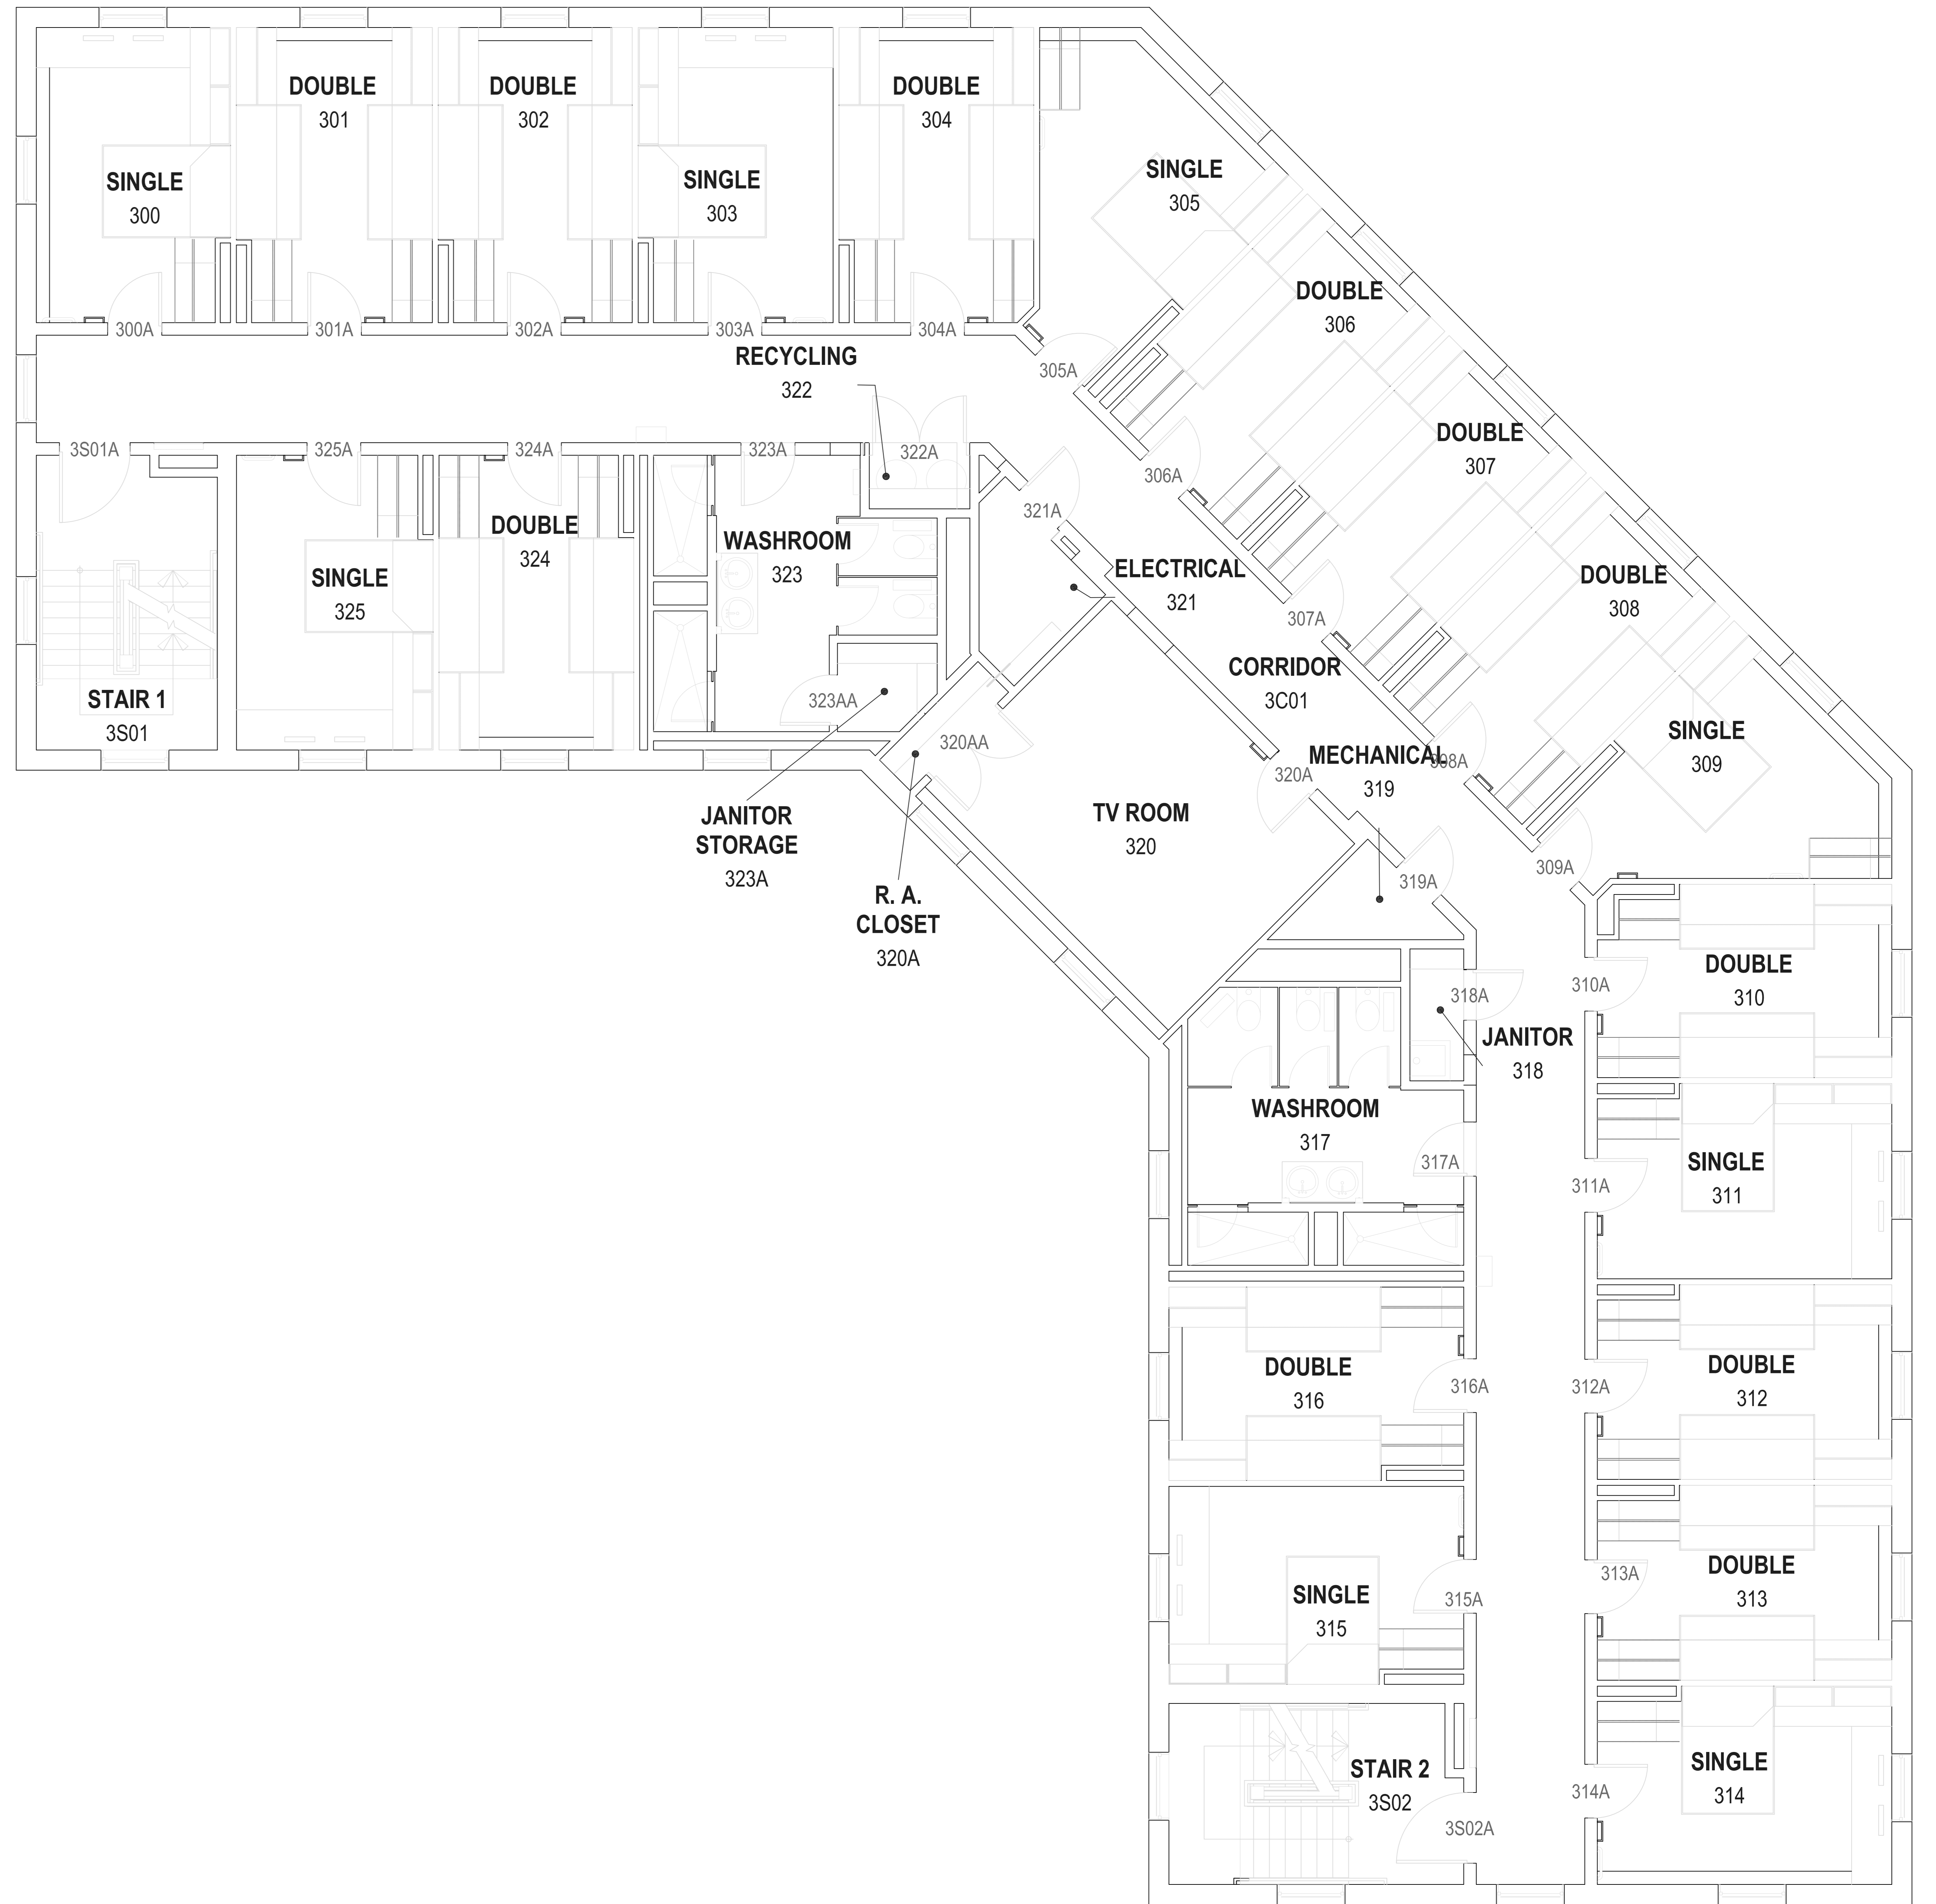 DOUBLE
301
DOUBLE
302
DOUBLE
304
SINGLE
300
SINGLE
303
SINGLE
305
DOUBLE
306
300A
301A
302A
303A
304A
RECYCLING
322
305A
DOUBLE
307
3S01A
325A
324A
323A
322A
306A
321A
DOUBLE
324
WASHROOM
323
SINGLE
325
ELECTRICAL
321
DOUBLE
308
307A
CORRIDOR
3C01
STAIR 1
3S01
323AA
320AA
SINGLE
309
MECHANICAL
319
308A
320A
JANITOR
STORAGE
323A
TV ROOM
320
R. A.
CLOSET
320A
319A
309A
DOUBLE
310
318A
310A
JANITOR
318
WASHROOM
317
317A
311A
SINGLE
311
DOUBLE
316
316A
312A
DOUBLE
312
SINGLE
315
315A
313A
DOUBLE
313
STAIR 2
3S02
3S02A
314A
SINGLE
314